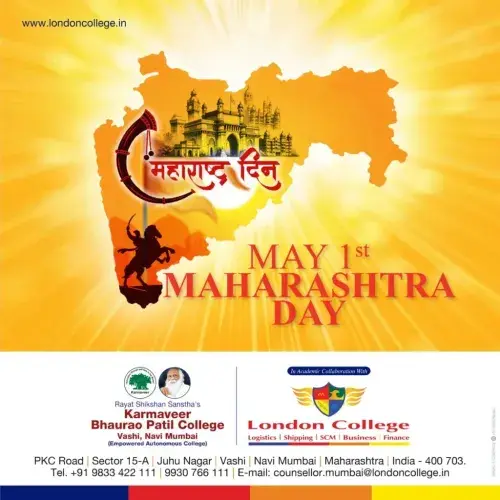 www.londoncollege.in
महाराष्ट्र दिन
MAY 1st
MAHARASHTRA
DAY
Karmaveer
Rayat Shikshan Sanstha's
Karmaveer
Bhaurao Patil College
Vashi, Navi Mumbai
(Empowered Autonomous College)
In Academic Collaboration With
London College
Logistics | Shipping | SCM | Business | Finance
PKC Road | Sector 15-A | Juhu Nagar | Vashi | Navi Mumbai | Maharashtra | India - 400 703.
Tel. +91 9833 422 111 | 9930 766 111 | E-mail: counsellor.mumbai@londoncollege.in